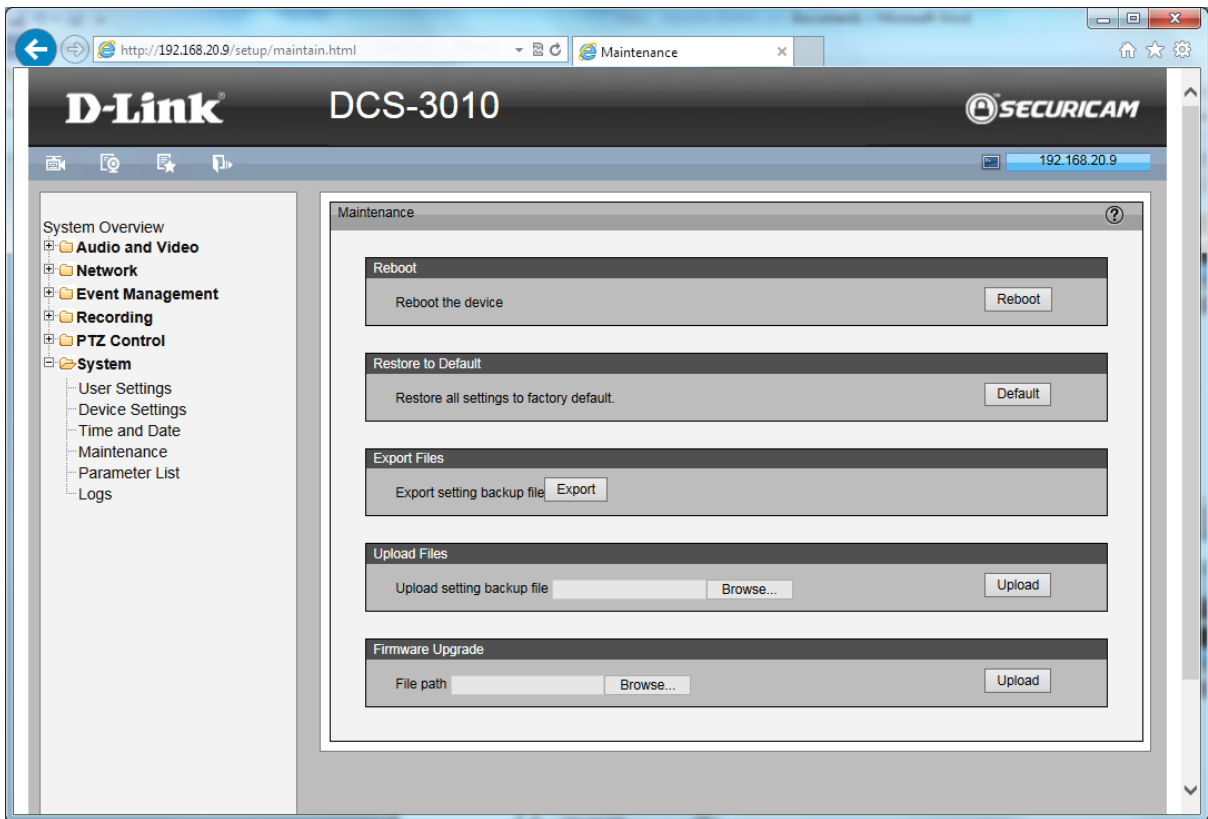 http://192.168.20.9/setup/maintain.html
Maintenance
D-Link®
DCS-3010
SECURICAM
192.168.20.9
System Overview
Audio and Video
Network
Event Management
Recording
PTZ Control
System
User Settings
Device Settings
Time and Date
Maintenance
Parameter List
Logs
Maintenance
Reboot
Reboot the device
Reboot
Restore to Default
Restore all settings to factory default.
Default
Export Files
Export setting backup file Export
Upload Files
Upload setting backup file Browse... Upload
Firmware Upgrade
File path Browse... Upload